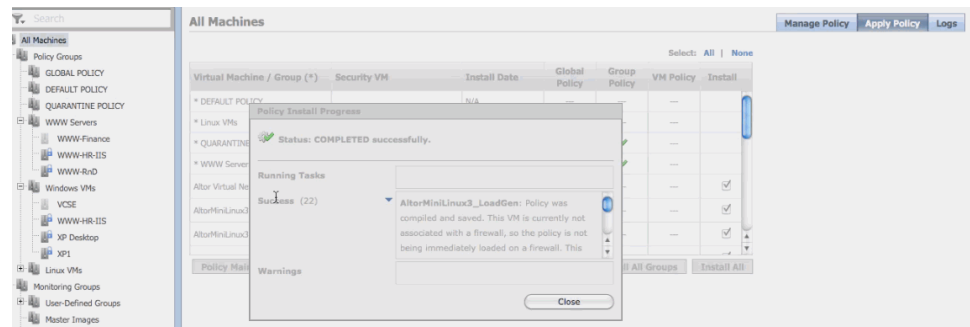 Search
All Machines
Policy Groups
GLOBAL POLICY
DEFAULT POLICY
QUARANTINE POLICY
WWW Servers
WWW-Finance
WWW-HR-IIS
WWW-RnD
Windows VMs
VCSE
WWW-HR-IIS
XP Desktop
XP1
Linux VMs
Monitoring Groups
User-Defined Groups
Master Images
All Machines
Manage Policy Apply Policy Logs
Select: All | None
Virtual Machine / Group (*) Security VM Install Date Global Policy Group Policy VM Policy Install
* DEFAULT POLICY N/A --- --- ---
* Linux VMs ---
* QUARANTINE ---
* WWW Server ---
Altor Virtual Ne ---
AltorMiniLinux3 ---
AltorMiniLinux3 ---
Policy Install Progress
Status: COMPLETED successfully.
Running Tasks
Success (22)
AltorMiniLinux3_LoadGen: Policy was
compiled and saved. This VM is currently not
associated with a firewall, so the policy is not
being immediately loaded on a firewall. This
Warnings
Close
Policy Mai ll All Groups Install All